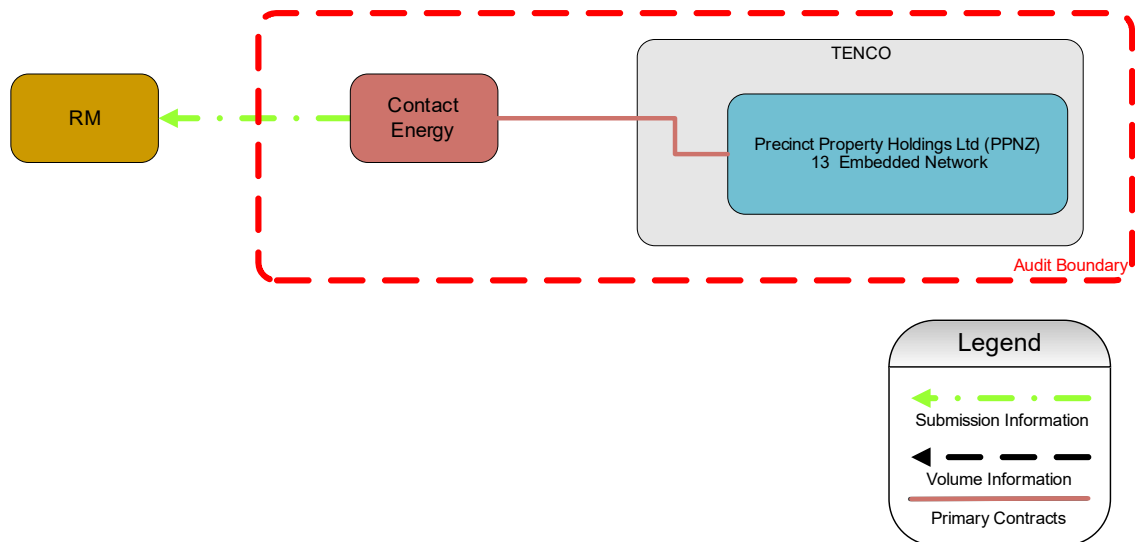 TENCO
RM
Contact
Energy
Precinct Property Holdings Ltd (PPNZ)
13 Embedded Network
Audit Boundary
Legend
Submission Information
Volume Information
Primary Contracts